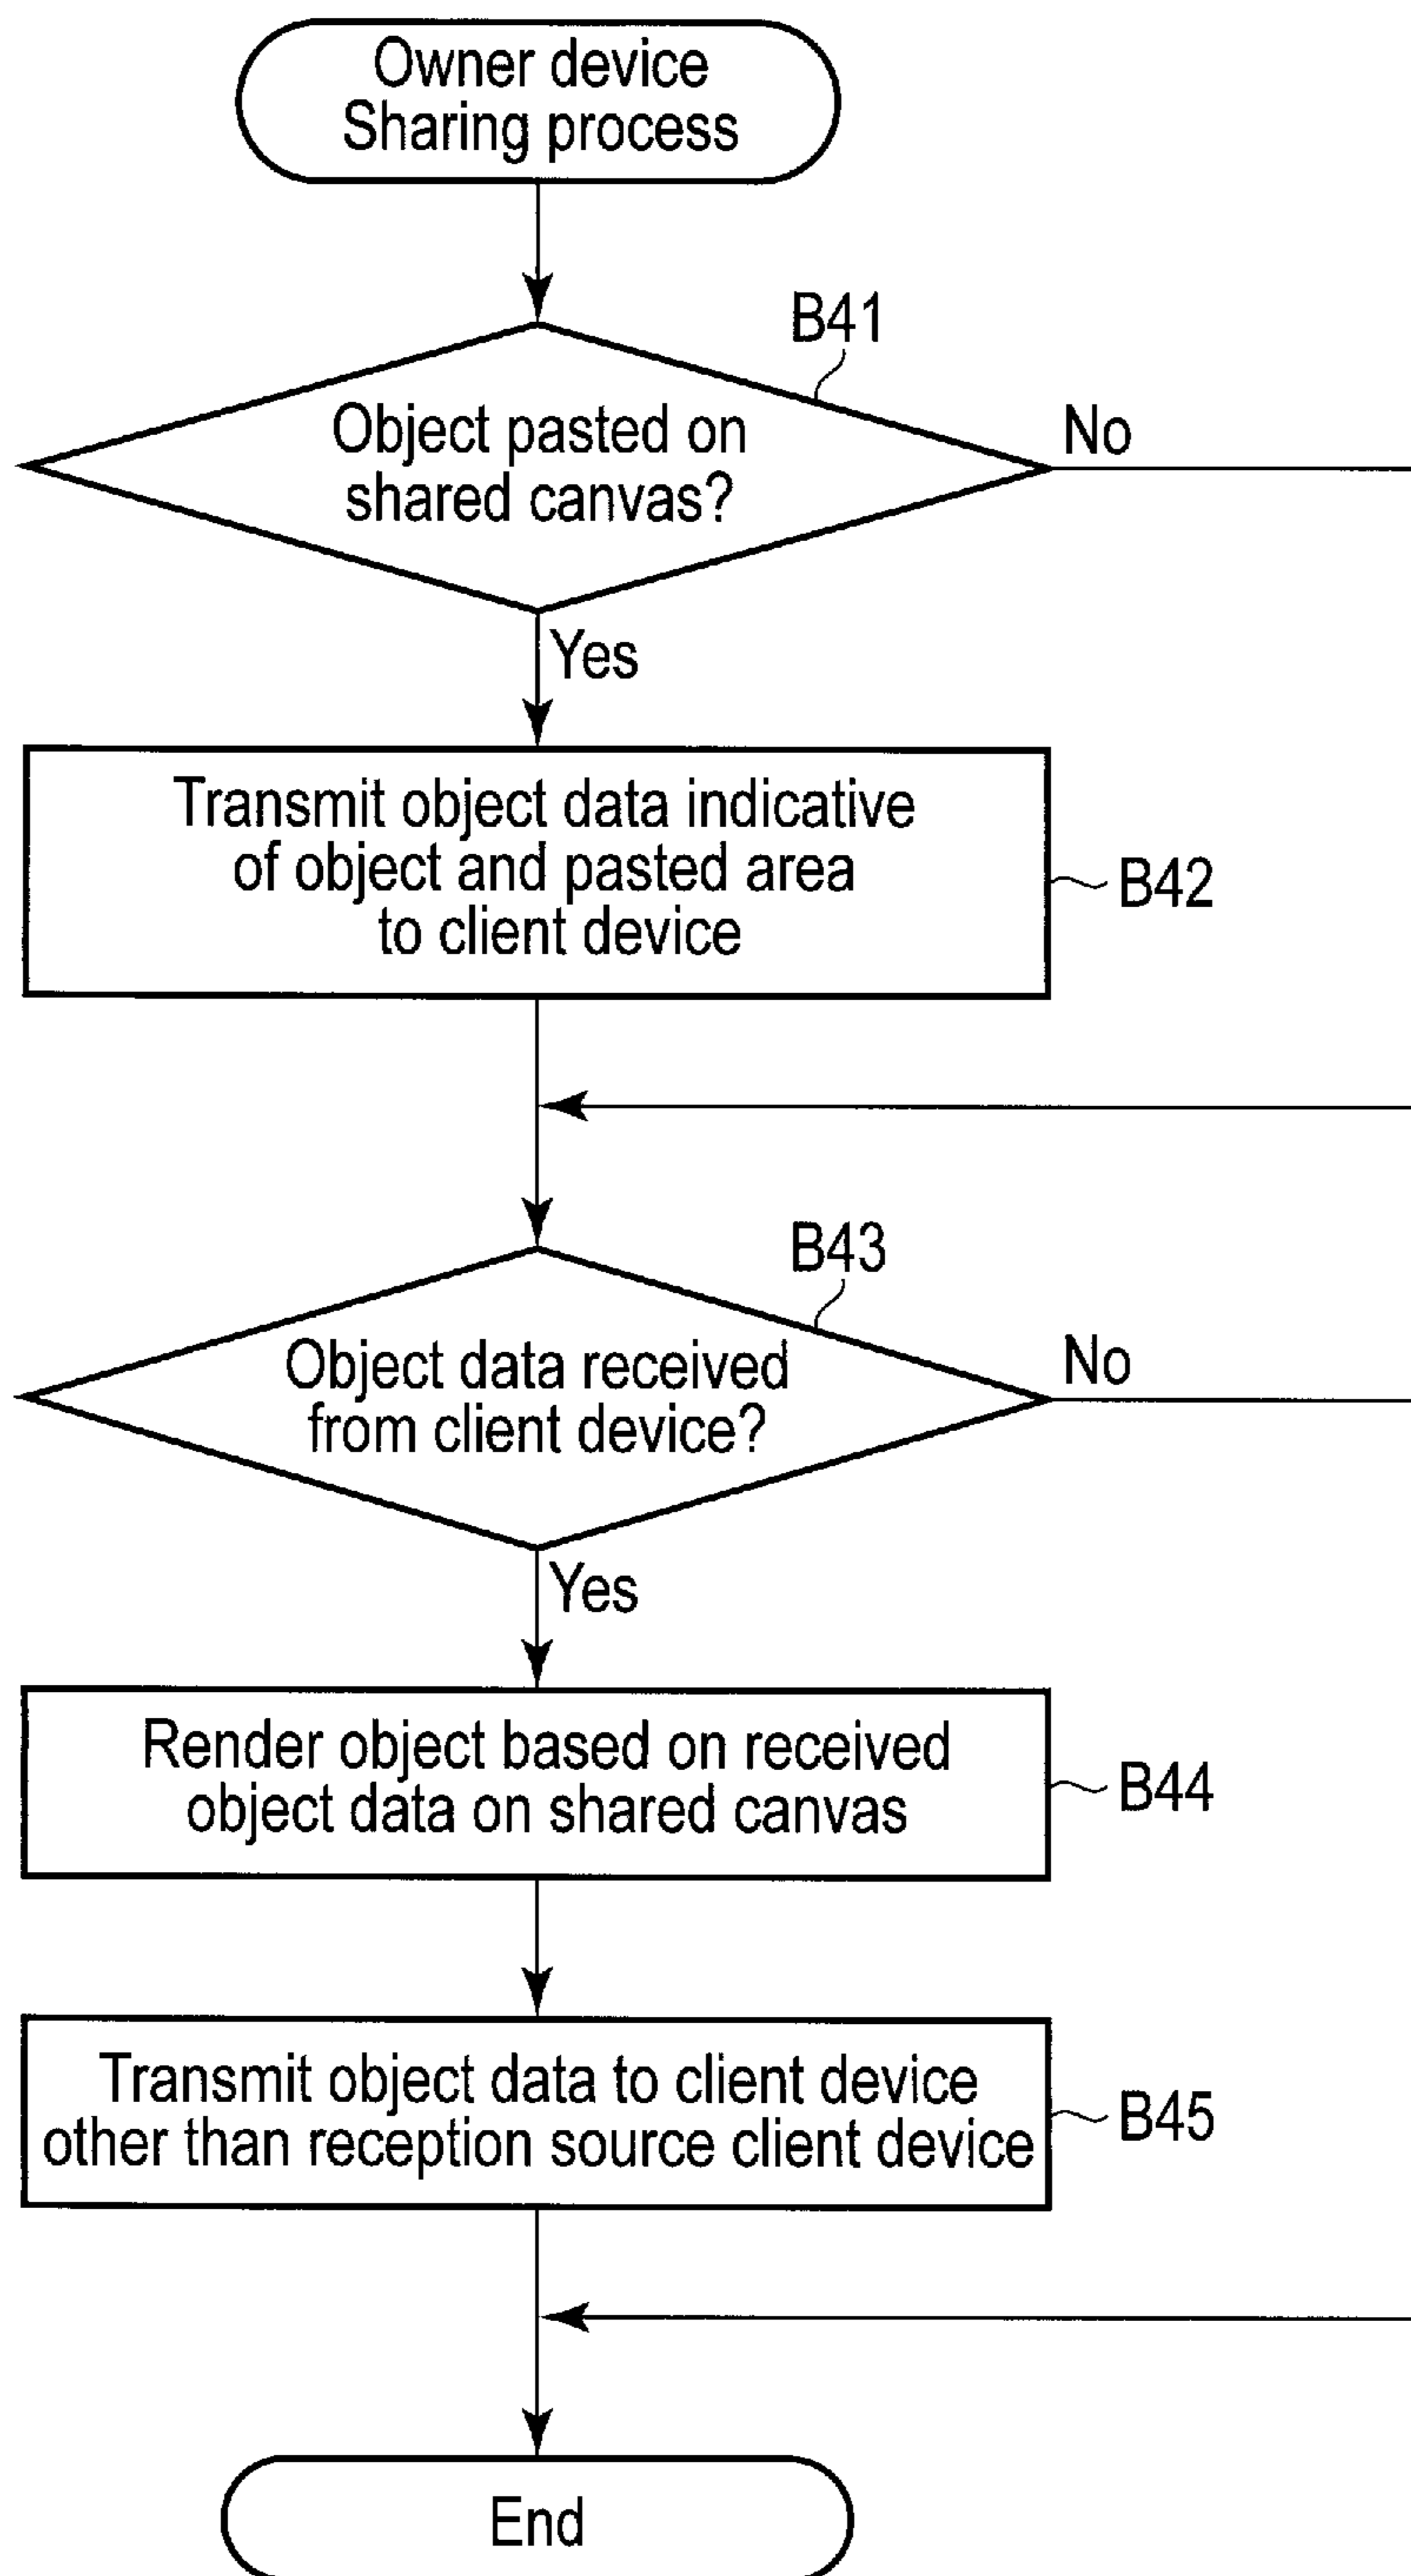 Owner device
Sharing process
B41
Object pasted on
shared canvas?
No
Yes
Transmit object data indicative
of object and pasted area
to client device
B42
B43
Object data received
from client device?
No
Yes
Render object based on received
object data on shared canvas
B44
Transmit object data to client device
other than reception source client device
B45
End